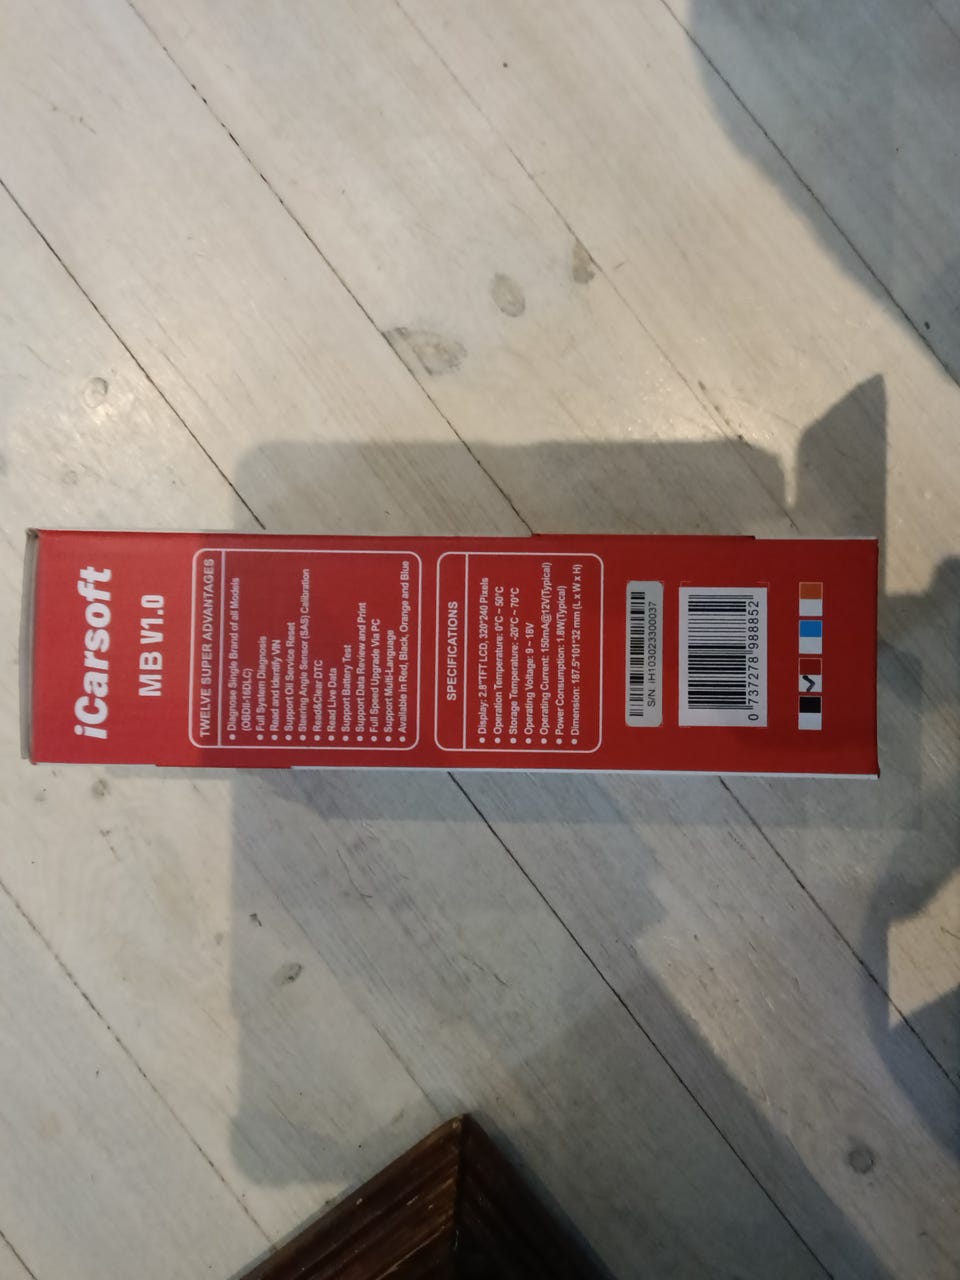 iCarsoft
MB V1.0
TWELVE SUPER ADVANTAGES
● Diagnose Single Brand of all Models
(OBDII-16DLC)
● Full System Diagnosis
● Read and Identify VIN
● Support Oil Service Reset
● Steering Angle Sensor (SAS) Calibration
● Read&Clear DTC
● Read Live Data
● Support Battery Test
● Support Data Review and Print
● Full Speed Upgrade Via PC
● Support Multi-Language
● Available in Red, Black, Orange and Blue
SPECIFICATIONS
● Display: 2.8"TFT LCD, 320*240 Pixels
● Operation Temperature: 0°C ~ 50°C
● Storage Temperature: -20°C ~ 70°C
● Operating Voltage: 9 ~ 18V
● Operating Current: 150mA@12V(Typical)
● Power Consumption: 1.8W(Typical)
● Dimension: 187.5*101*32 mm (L x W x H)
S/N: iH103023300037
0 737278 988852